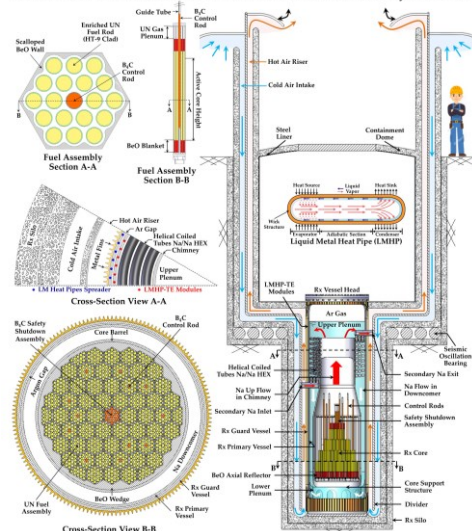 Enriched UN
Fuel Rod
(HT-9 Clad)
Scalloped
BeO Wall
B₄C
Control
Rod
B
B
Fuel Assembly
Section A-A
Guide Tube
B₄C
Control
Rod
UN Gas
Plenum
Active Core Height
A
A
BeO Blanket
Fuel Assembly
Section B-B
Hot Air Riser
Cold Air Intake
Steel
Liner
Containment
Dome
Heat Source
Liquid
Vapor
Heat Sink
Wick
Structure
Evaporator
Adiabatic Section
Condenser
Liquid Metal Heat Pipe (LMHP)
Rx Silo
Cold Air Intake
Metal Fins
Hot Air Riser
Ar Gap
Helical Coiled
Tubes Na/Na HEX
Chimney
Upper
Plenum
LM Heat Pipes Spreader
LMHP-TE Modules
Cross-Section View A-A
LMHP-TE
Modules
Rx Vessel Head
Ar Gas
Upper Plenum
Seismic
Oscillation
Bearing
A
A
Helical Coiled
Tubes Na/Na HEX
Na Up Flow
in Chimney
Secondary Na Inlet
Rx Guard Vessel
Rx Primary Vessel
B
B
BeO Axial Reflector
Lower
Plenum
Secondary Na Exit
Na Flow in
Downcomer
Control Rods
Safety Shutdown
Assembly
Rx Core
Core Support
Structure
Divider
Rx Silo
B₄C Safety
Shutdown
Assembly
B₄C
Control Rod
Core Barrel
Argon Gap
Na Downcomer
UN Fuel
Assembly
BeO Wedge
Rx Guard
Vessel
Rx Primary
Vessel
Cross-Section View B-B